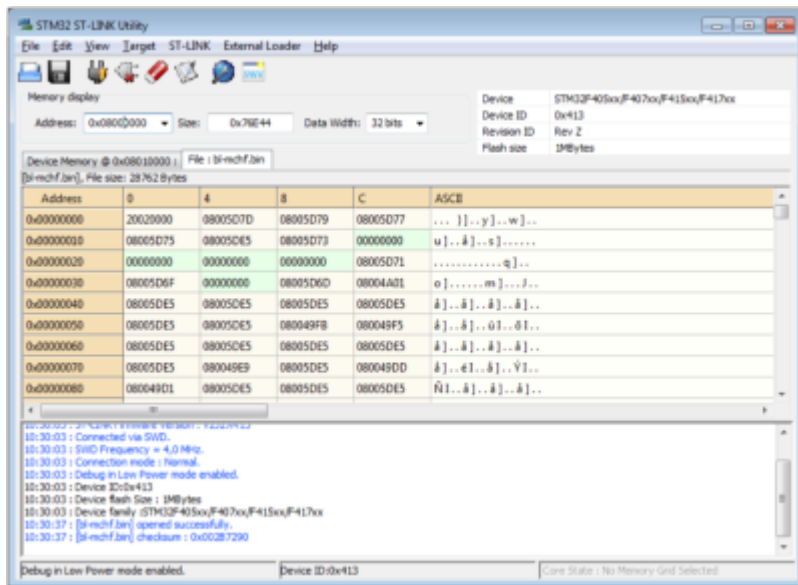 STM32 ST-LINK Utility
File Edit View Target ST-LINK External Loader Help
Memory display
Address: 0x08000000 Size: 0x76E44 Data Width: 32 bits
Device STM32F405xx/F407xx/F415xx/F417xx
Device ID 0x413
Revision ID Rev Z
Flash size 1MBytes
Device Memory @ 0x08010000 : File : bl-mchf.bin
[bl-mchf.bin], File size: 28762 Bytes
Address 0 4 8 C ASCII
0x00000000 20020000 08005D7D 08005D79 08005D77 ... }]..y]..w]..
0x00000010 08005D75 08005DE5 08005D73 00000000 u]..å]..s]......
0x00000020 00000000 00000000 00000000 08005D71 ............q]..
0x00000030 08005D6F 00000000 08005D6D 08004A01 o]......m]...J..
0x00000040 08005DE5 08005DE5 08005DE5 08005DE5 å]..å]..å]..å]..
0x00000050 08005DE5 08005DE5 080049FB 080049F5 å]..å]..ûI..õI..
0x00000060 08005DE5 08005DE5 08005DE5 08005DE5 å]..å]..å]..å]..
0x00000070 08005DE5 080049E9 08005DE5 080049DD å]..éI..å]..ÝI..
0x00000080 080049D1 08005DE5 08005DE5 08005DE5 ÑI..å]..å]..å]..
10:30:03 : Connected via SWD.
10:30:03 : SWD Frequency = 4,0 MHz.
10:30:03 : Connection mode : Normal.
10:30:03 : Debug in Low Power mode enabled.
10:30:03 : Device ID:0x413
10:30:03 : Device flash Size : 1MBytes
10:30:03 : Device family :STM32F405xx/F407xx/F415xx/F417xx
10:30:37 : [bl-mchf.bin] opened successfully.
10:30:37 : [bl-mchf.bin] checksum : 0x002B7290
Debug in Low Power mode enabled. Device ID:0x413 Core State : No Memory Grid Selected